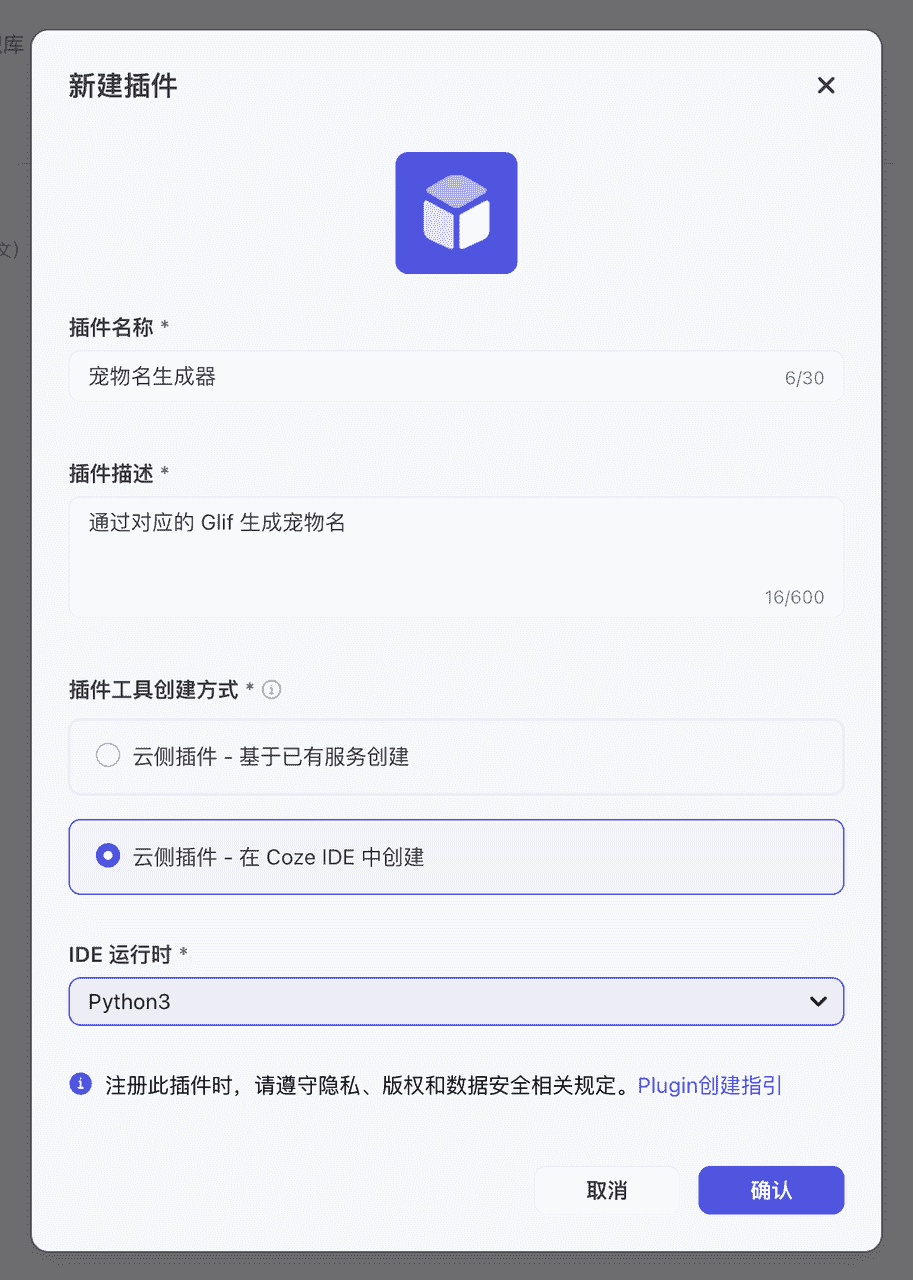 库
新建插件
文)
插件名称 *
宠物名生成器
6/30
插件描述 *
通过对应的 Glif 生成宠物名
16/600
插件工具创建方式 *
云侧插件 - 基于已有服务创建
云侧插件 - 在 Coze IDE 中创建
IDE 运行时 *
Python3
注册此插件时，请遵守隐私、版权和数据安全相关规定。Plugin创建指引
取消
确认